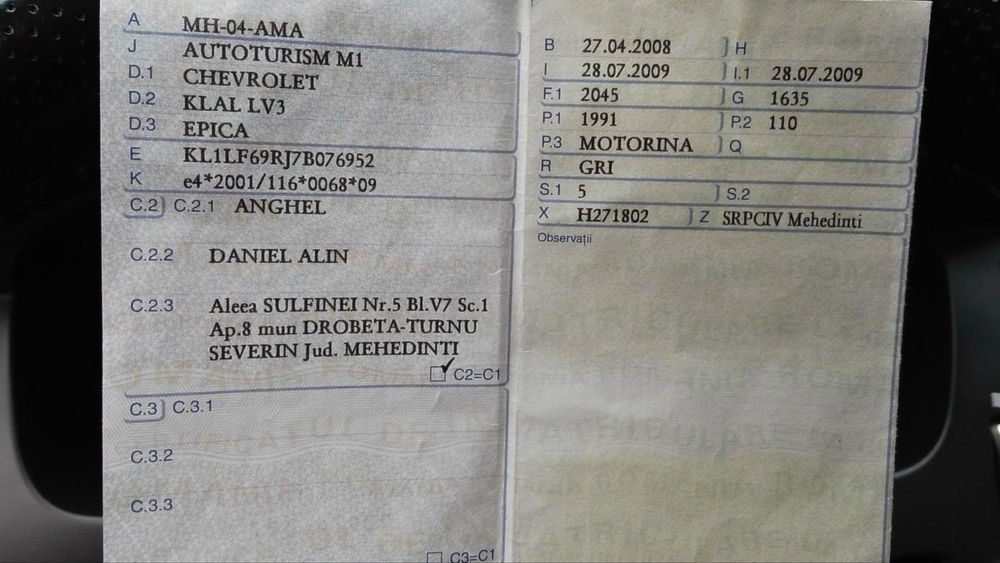 A MH-04-AMA
J AUTOTURISM M1
D.1 CHEVROLET
D.2 KLAL LV3
D.3 EPICA
E KL1LF69RJ7B076952
K e4*2001/116*0068*09
C.2 C.2.1 ANGHEL
C.2.2 DANIEL ALIN
C.2.3 Aleea SULFINEI Nr.5 Bl.V7 Sc.1
Ap.8 mun DROBETA-TURNU
SEVERIN Jud. MEHEDINTI
C2=C1
C.3 C.3.1
C.3.2
C.3.3
C3=C1
B 27.04.2008 H
I 28.07.2009 I.1 28.07.2009
F.1 2045 G 1635
P.1 1991 P.2 110
P.3 MOTORINA Q
R GRI
S.1 5 S.2
X H271802 Z SRPCIV Mehedinti
Observații